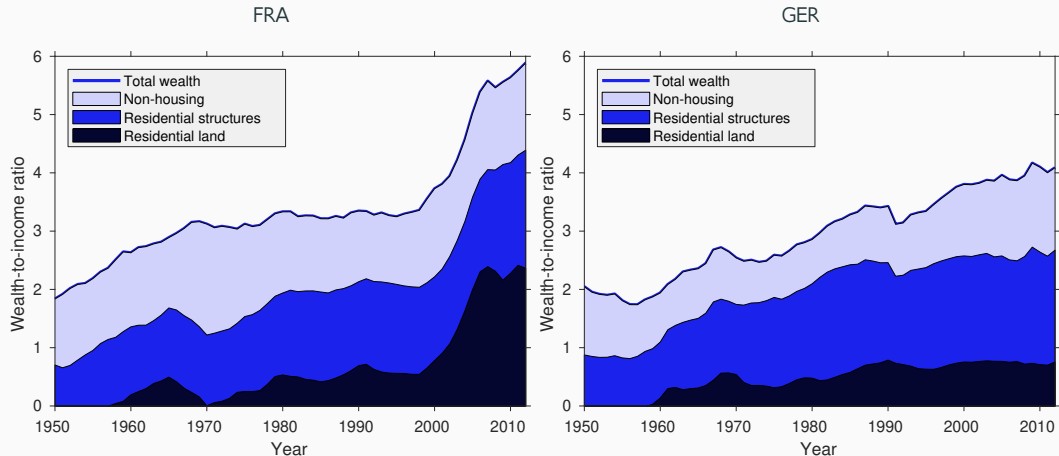 FRA
6
5
4
3
2
1
0
Wealth-to-income ratio
Total wealth
Non-housing
Residential structures
Residential land
1950 1960 1970 1980 1990 2000 2010
Year
GER
6
5
4
3
2
1
0
Wealth-to-income ratio
Total wealth
Non-housing
Residential structures
Residential land
1950 1960 1970 1980 1990 2000 2010
Year